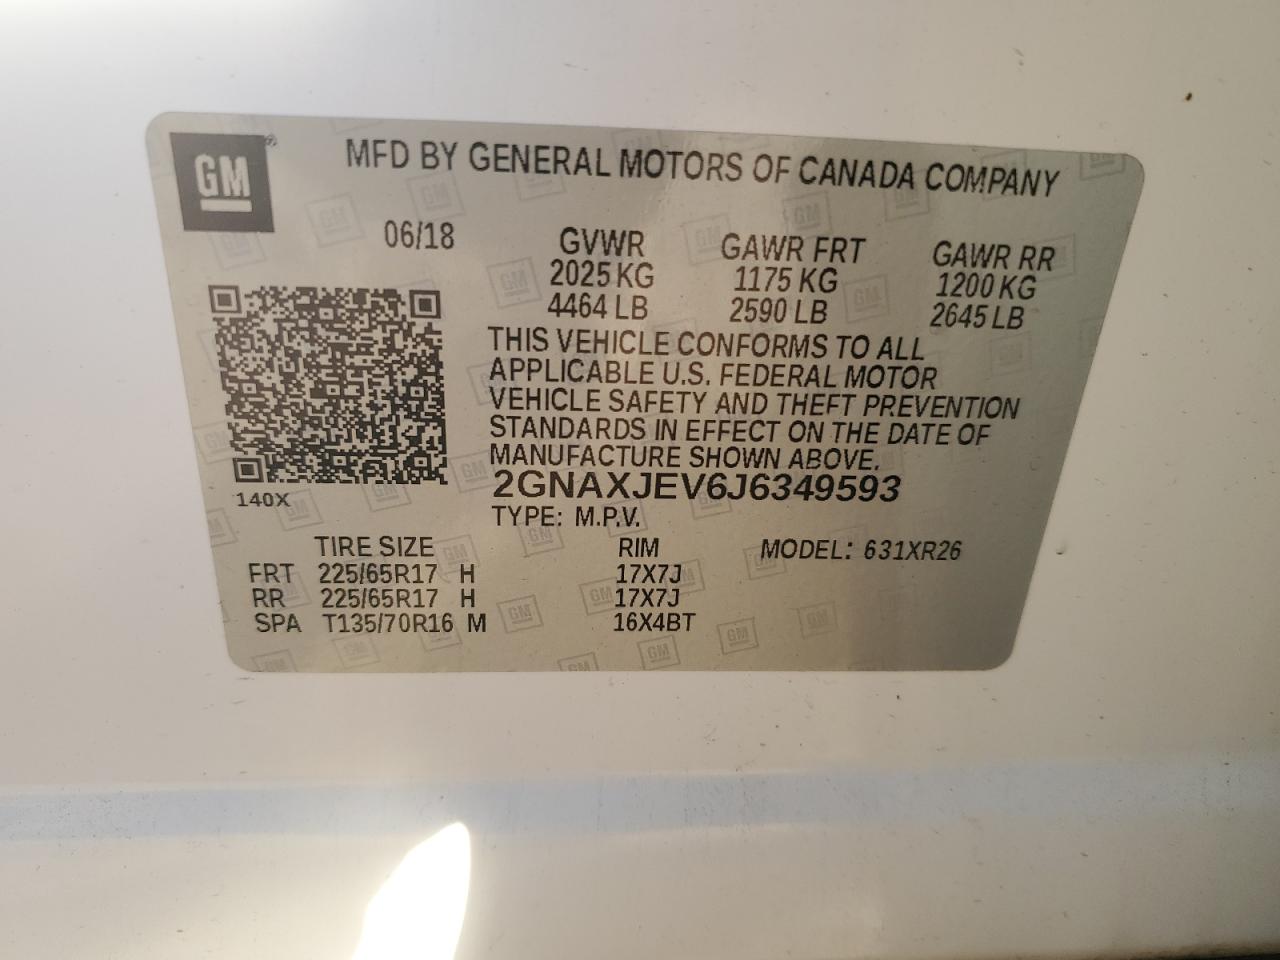 GM
MFD BY GENERAL MOTORS OF CANADA COMPANY
06/18 GVWR GAWR FRT GAWR RR
2025 KG 1175 KG 1200 KG
4464 LB 2590 LB 2645 LB
THIS VEHICLE CONFORMS TO ALL
APPLICABLE U.S. FEDERAL MOTOR
VEHICLE SAFETY AND THEFT PREVENTION
STANDARDS IN EFFECT ON THE DATE OF
MANUFACTURE SHOWN ABOVE.
2GNAXJEV6J6349593
140X
TYPE: M.P.V.
TIRE SIZE RIM MODEL: 631XR26
FRT 225/65R17 H 17X7J
RR 225/65R17 H 17X7J
SPA T135/70R16 M 16X4BT